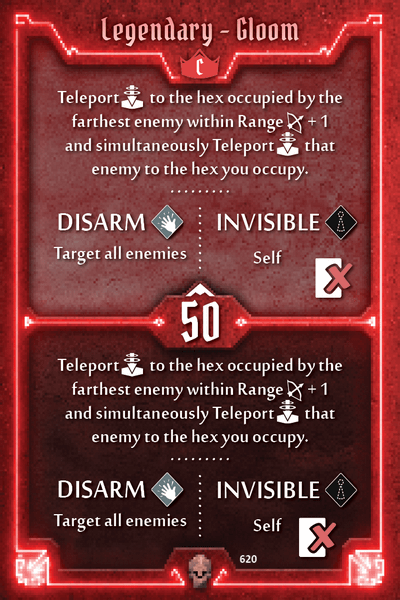 Legendary - Gloom
C
Teleport to the hex occupied by the
farthest enemy within Range + 1
and simultaneously Teleport that
enemy to the hex you occupy.
DISARM INVISIBLE
Target all enemies Self
50
Teleport to the hex occupied by the
farthest enemy within Range + 1
and simultaneously Teleport that
enemy to the hex you occupy.
DISARM INVISIBLE
Target all enemies Self
620